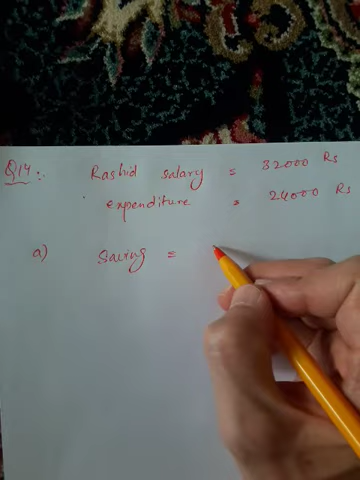 Q14:. Rashid salary = 32000 Rs
expenditure = 24000 Rs
a) Saving =